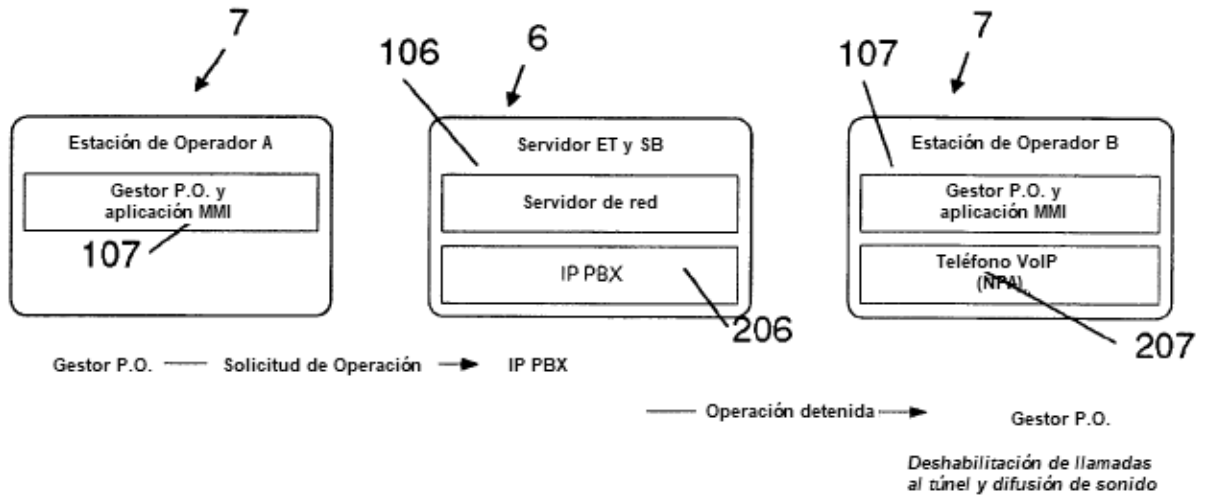 7
6
7
106
107
Estación de Operador A
Servidor ET y SB
Estación de Operador B
Gestor P.O. y
aplicación MMI
Servidor de red
Gestor P.O. y
aplicación MMI
107
IP PBX
Teléfono VoIP
(NPA)
206
207
Gestor P.O. Solicitud de Operación IP PBX
Operación detenida Gestor P.O.
Deshabilitación de llamadas
al túnel y difusión de sonido